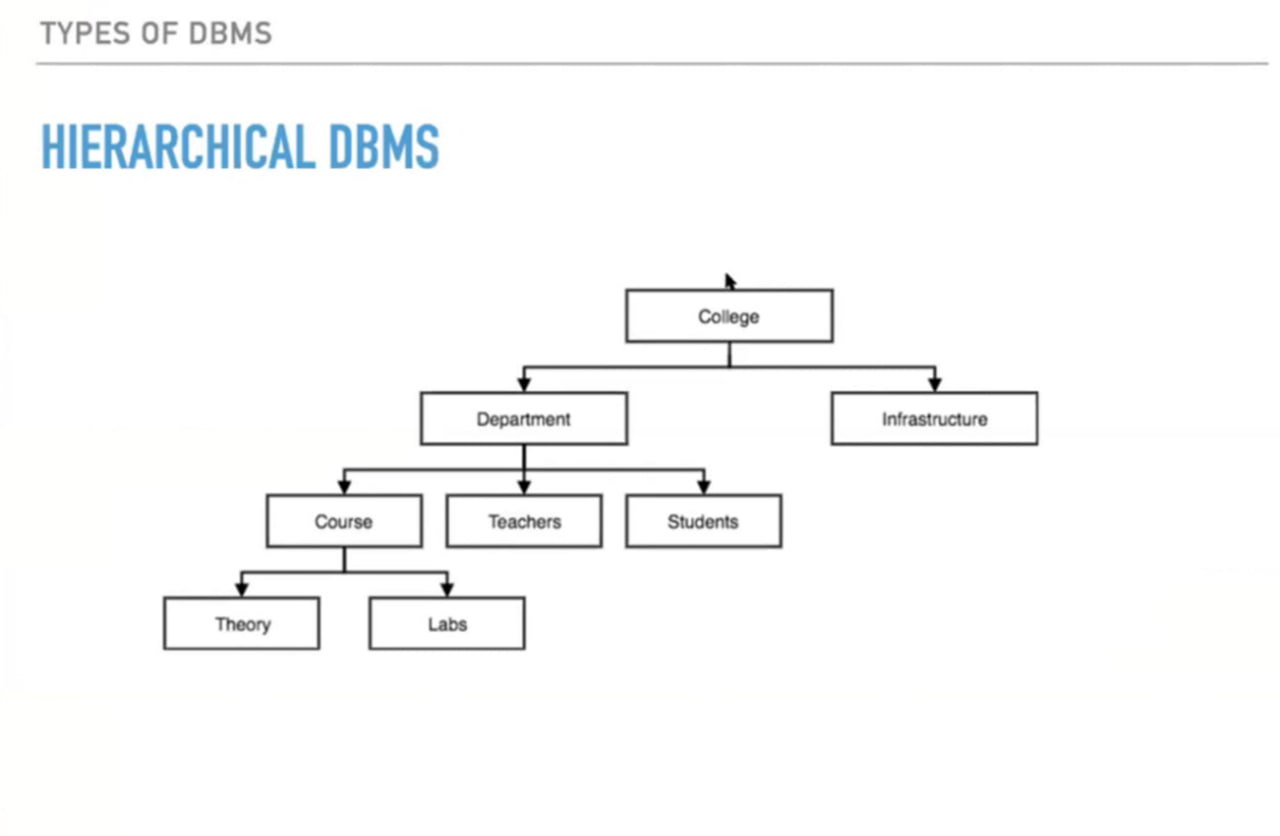 TYPES OF DBMS
HIERARCHICAL DBMS
College
Department
Infrastructure
Course
Teachers
Students
Theory
Labs